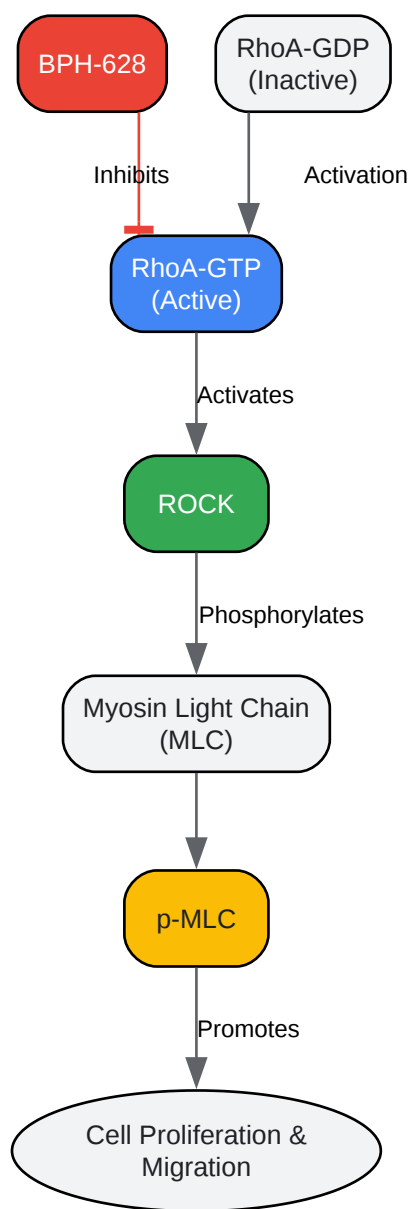 BPH-628
RhoA-GDP
(Inactive)
Inhibits
Activation
RhoA-GTP
(Active)
Activates
ROCK
Phosphorylates
Myosin Light Chain
(MLC)
p-MLC
Promotes
Cell Proliferation &
Migration